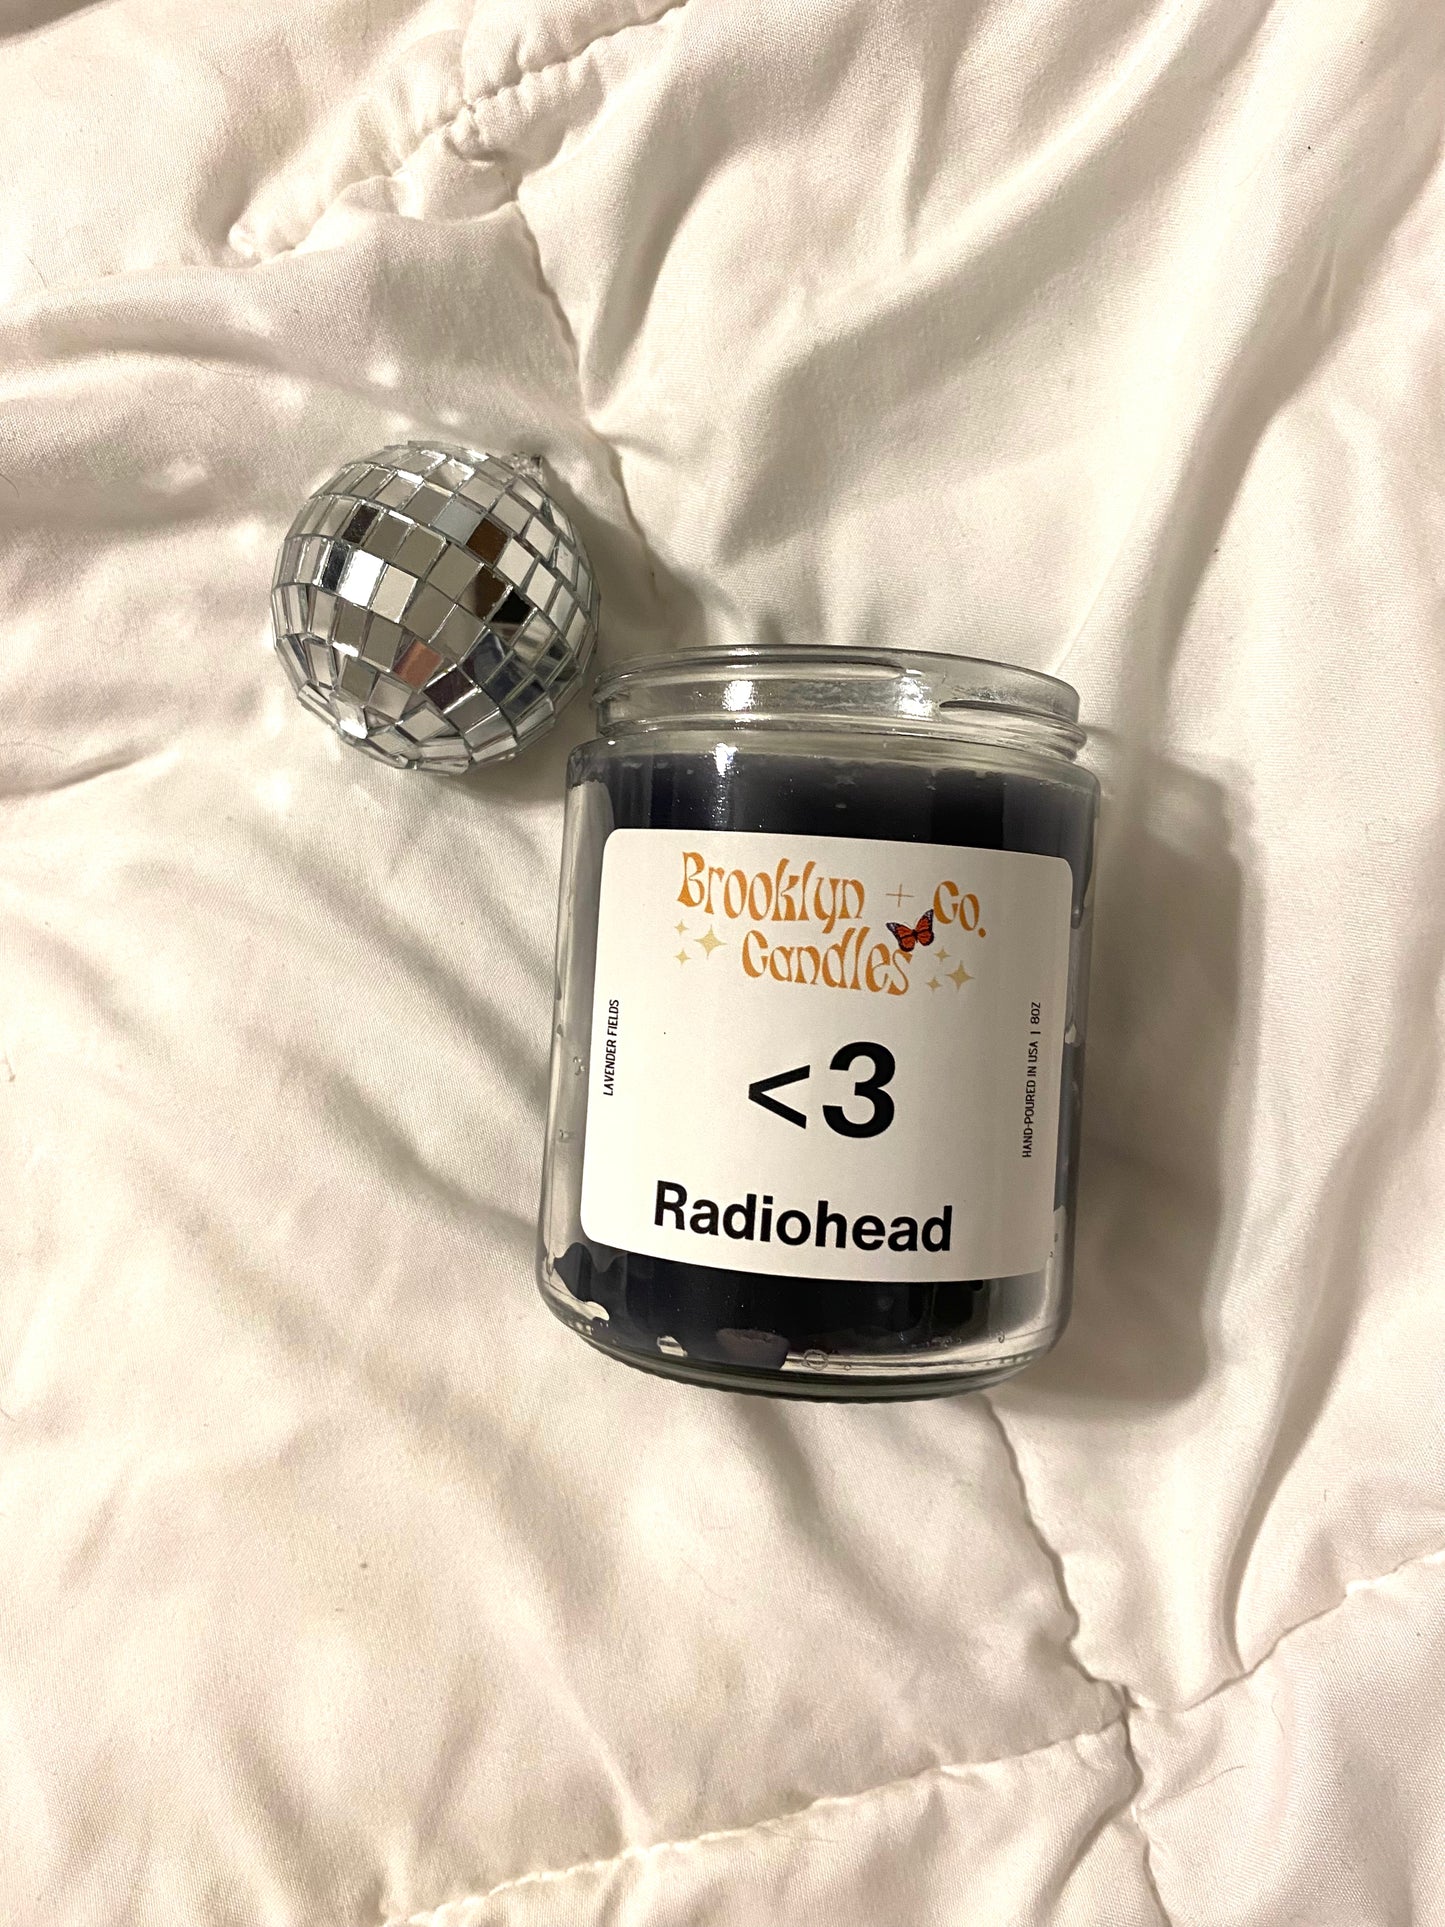 Brooklyn + Co.
Candles
LAVENDER FIELDS
HAND-POURED IN USA | 8OZ
<3
Radiohead